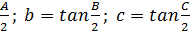 A/2; b = tan B/2; c = tan C/2